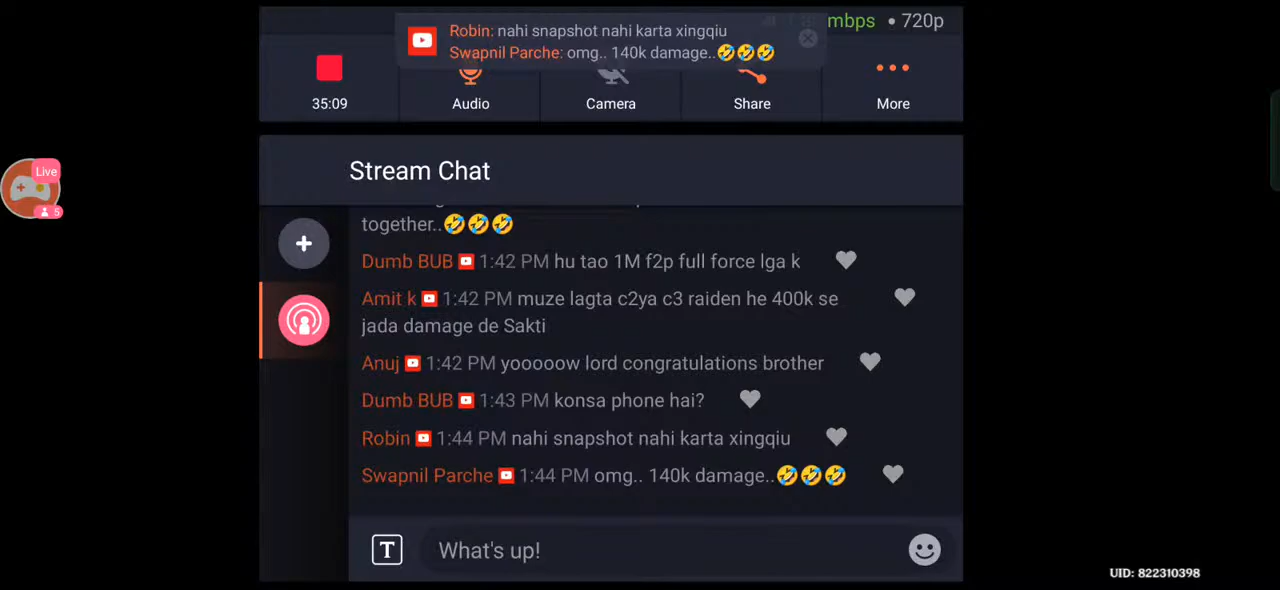 mbps • 720p
Robin: nahi snapshot nahi karta xingqiu
Swapnil Parche: omg.. 140k damage..🤣🤣🤣
35:09
Audio
Camera
Share
More
Live
5
Stream Chat
together..🤣🤣🤣
Dumb BUB 1:42 PM hu tao 1M f2p full force lga k
Amit k 1:42 PM muze lagta c2ya c3 raiden he 400k se
jada damage de Sakti
Anuj 1:42 PM yooooow lord congratulations brother
Dumb BUB 1:43 PM konsa phone hai?
Robin 1:44 PM nahi snapshot nahi karta xingqiu
Swapnil Parche 1:44 PM omg.. 140k damage..🤣🤣🤣
T
What's up!
UID: 822310398